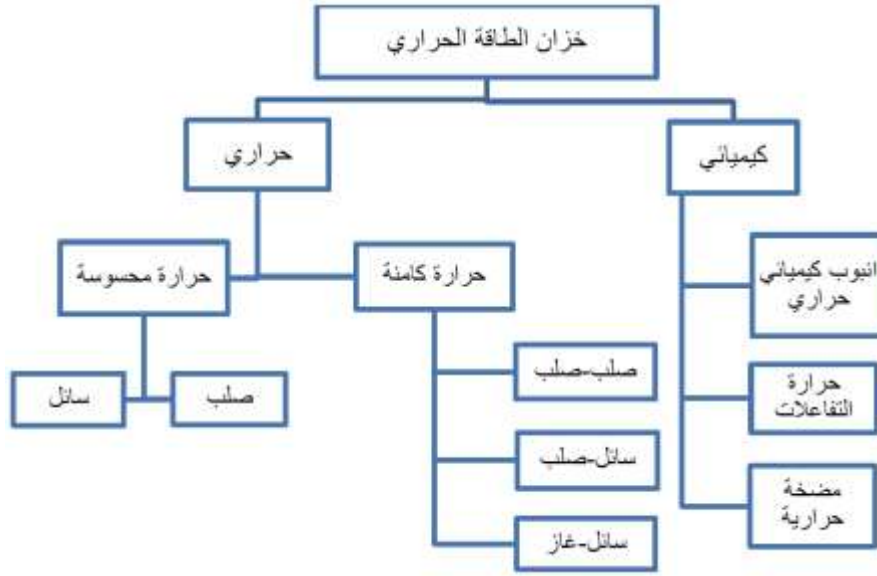 خزان الطاقة الحراري
كيميائي
حراري
انبوب كيميائي
حراري
حرارة
التفاعلات
مضخة
حرارية
حرارة كامنة
حرارة محسوسة
صلب-صلب
سائل-صلب
سائل-غاز
صلب
سائل